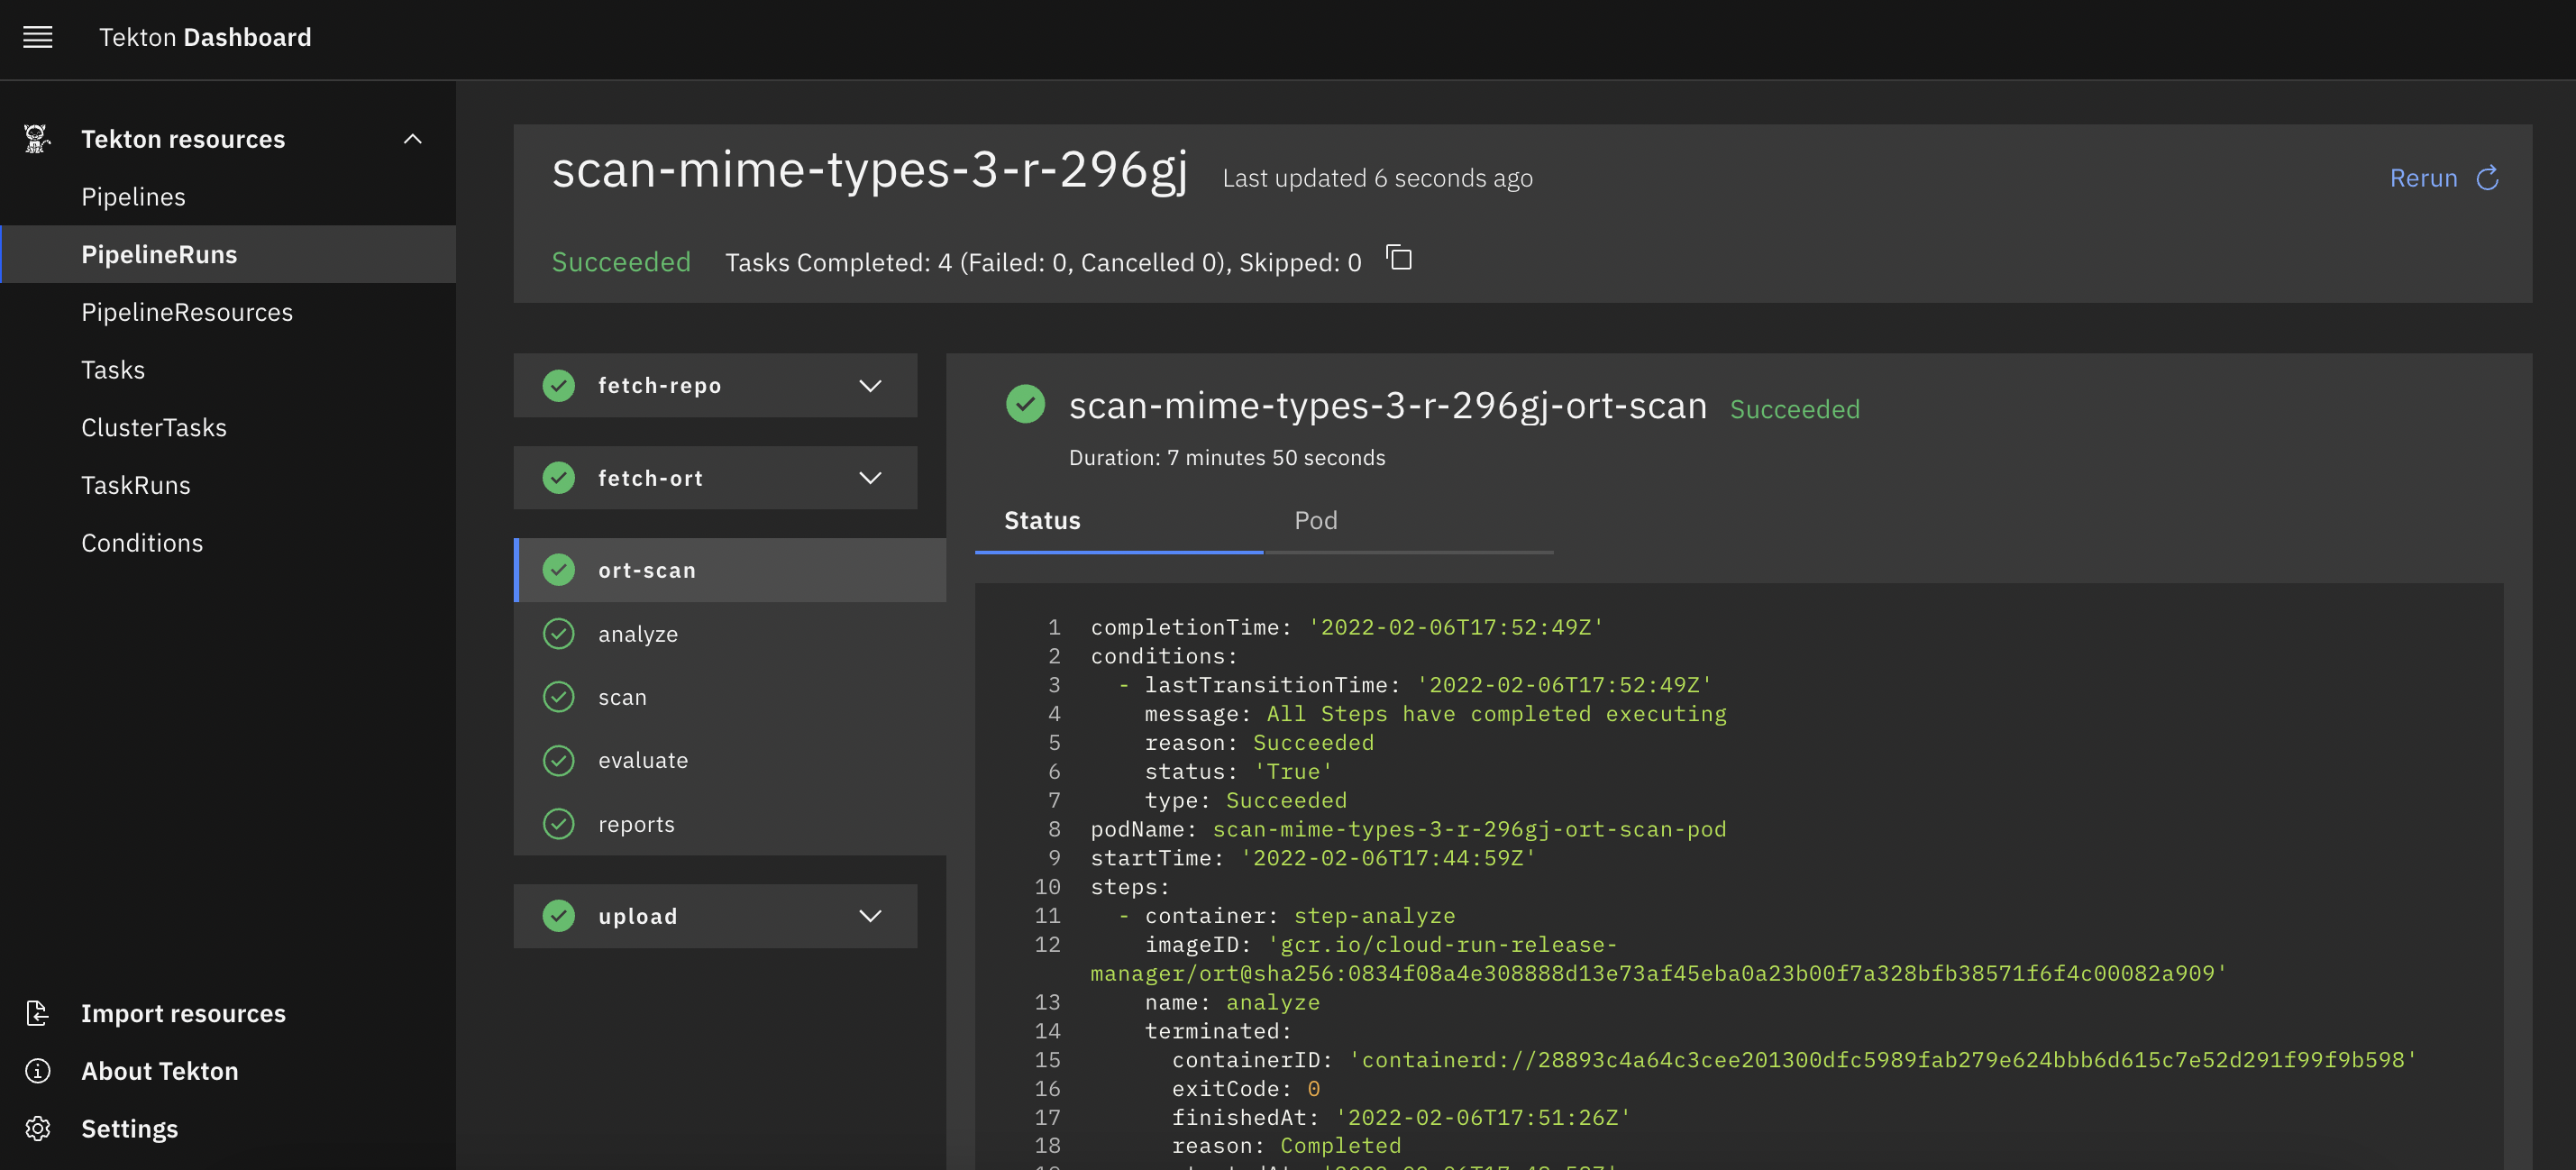 Tekton Dashboard
Tekton resources
Pipelines
PipelineRuns
PipelineResources
Tasks
ClusterTasks
TaskRuns
Conditions
Import resources
About Tekton
Settings
scan-mime-types-3-r-296gj Last updated 6 seconds ago
Rerun
Succeeded Tasks Completed: 4 (Failed: 0, Cancelled 0), Skipped: 0
fetch-repo
fetch-ort
ort-scan
analyze
scan
evaluate
reports
upload
scan-mime-types-3-r-296gj-ort-scan Succeeded
Duration: 7 minutes 50 seconds
Status Pod
1 completionTime: '2022-02-06T17:52:49Z'
2 conditions:
3 - lastTransitionTime: '2022-02-06T17:52:49Z'
4 message: All Steps have completed executing
5 reason: Succeeded
6 status: 'True'
7 type: Succeeded
8 podName: scan-mime-types-3-r-296gj-ort-scan-pod
9 startTime: '2022-02-06T17:44:59Z'
10 steps:
11 - container: step-analyze
12 imageID: 'gcr.io/cloud-run-release-
manager/ort@sha256:0834f08a4e308888d13e73af45eba0a23b00f7a328bfb38571f6f4c00082a909'
13 name: analyze
14 terminated:
15 containerID: 'containerd://28893c4a64c3cee201300dfc5989fab279e624bbb6d615c7e52d291f99f9b598'
16 exitCode: 0
17 finishedAt: '2022-02-06T17:51:26Z'
18 reason: Completed